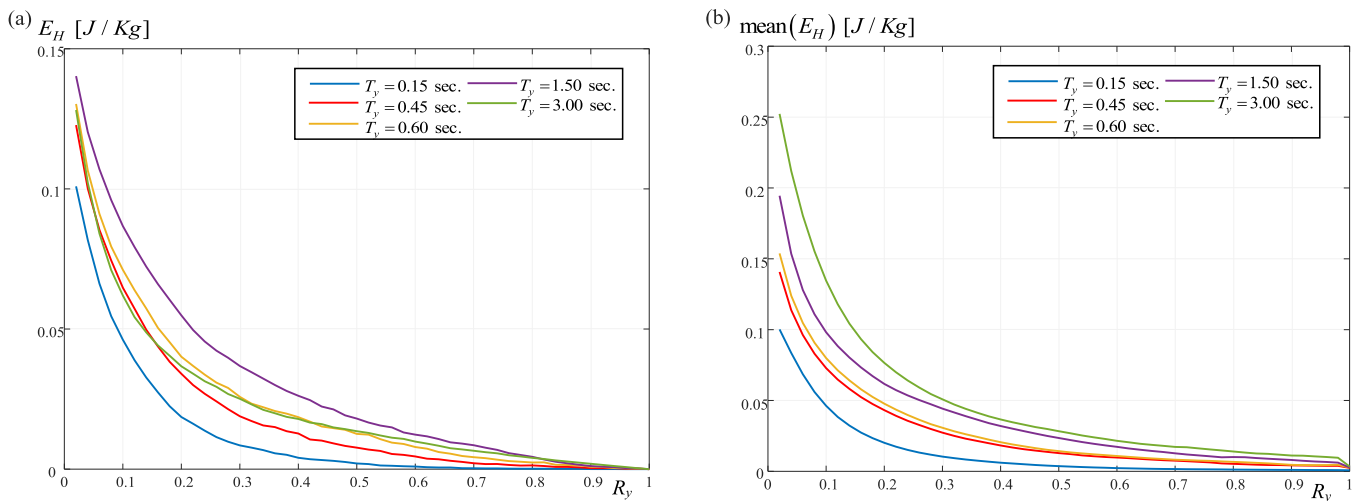 (a) E_H [J / Kg]
0.15
T_y = 0.15 sec. T_y = 1.50 sec.
T_y = 0.45 sec. T_y = 3.00 sec.
T_y = 0.60 sec.
0.1
0.05
0
0 0.1 0.2 0.3 0.4 0.5 0.6 0.7 0.8 0.9 1
R_y
(b) mean(E_H) [J / Kg]
0.3
T_y = 0.15 sec. T_y = 1.50 sec.
T_y = 0.45 sec. T_y = 3.00 sec.
T_y = 0.60 sec.
0.25
0.2
0.15
0.1
0.05
0
0 0.1 0.2 0.3 0.4 0.5 0.6 0.7 0.8 0.9 1
R_y